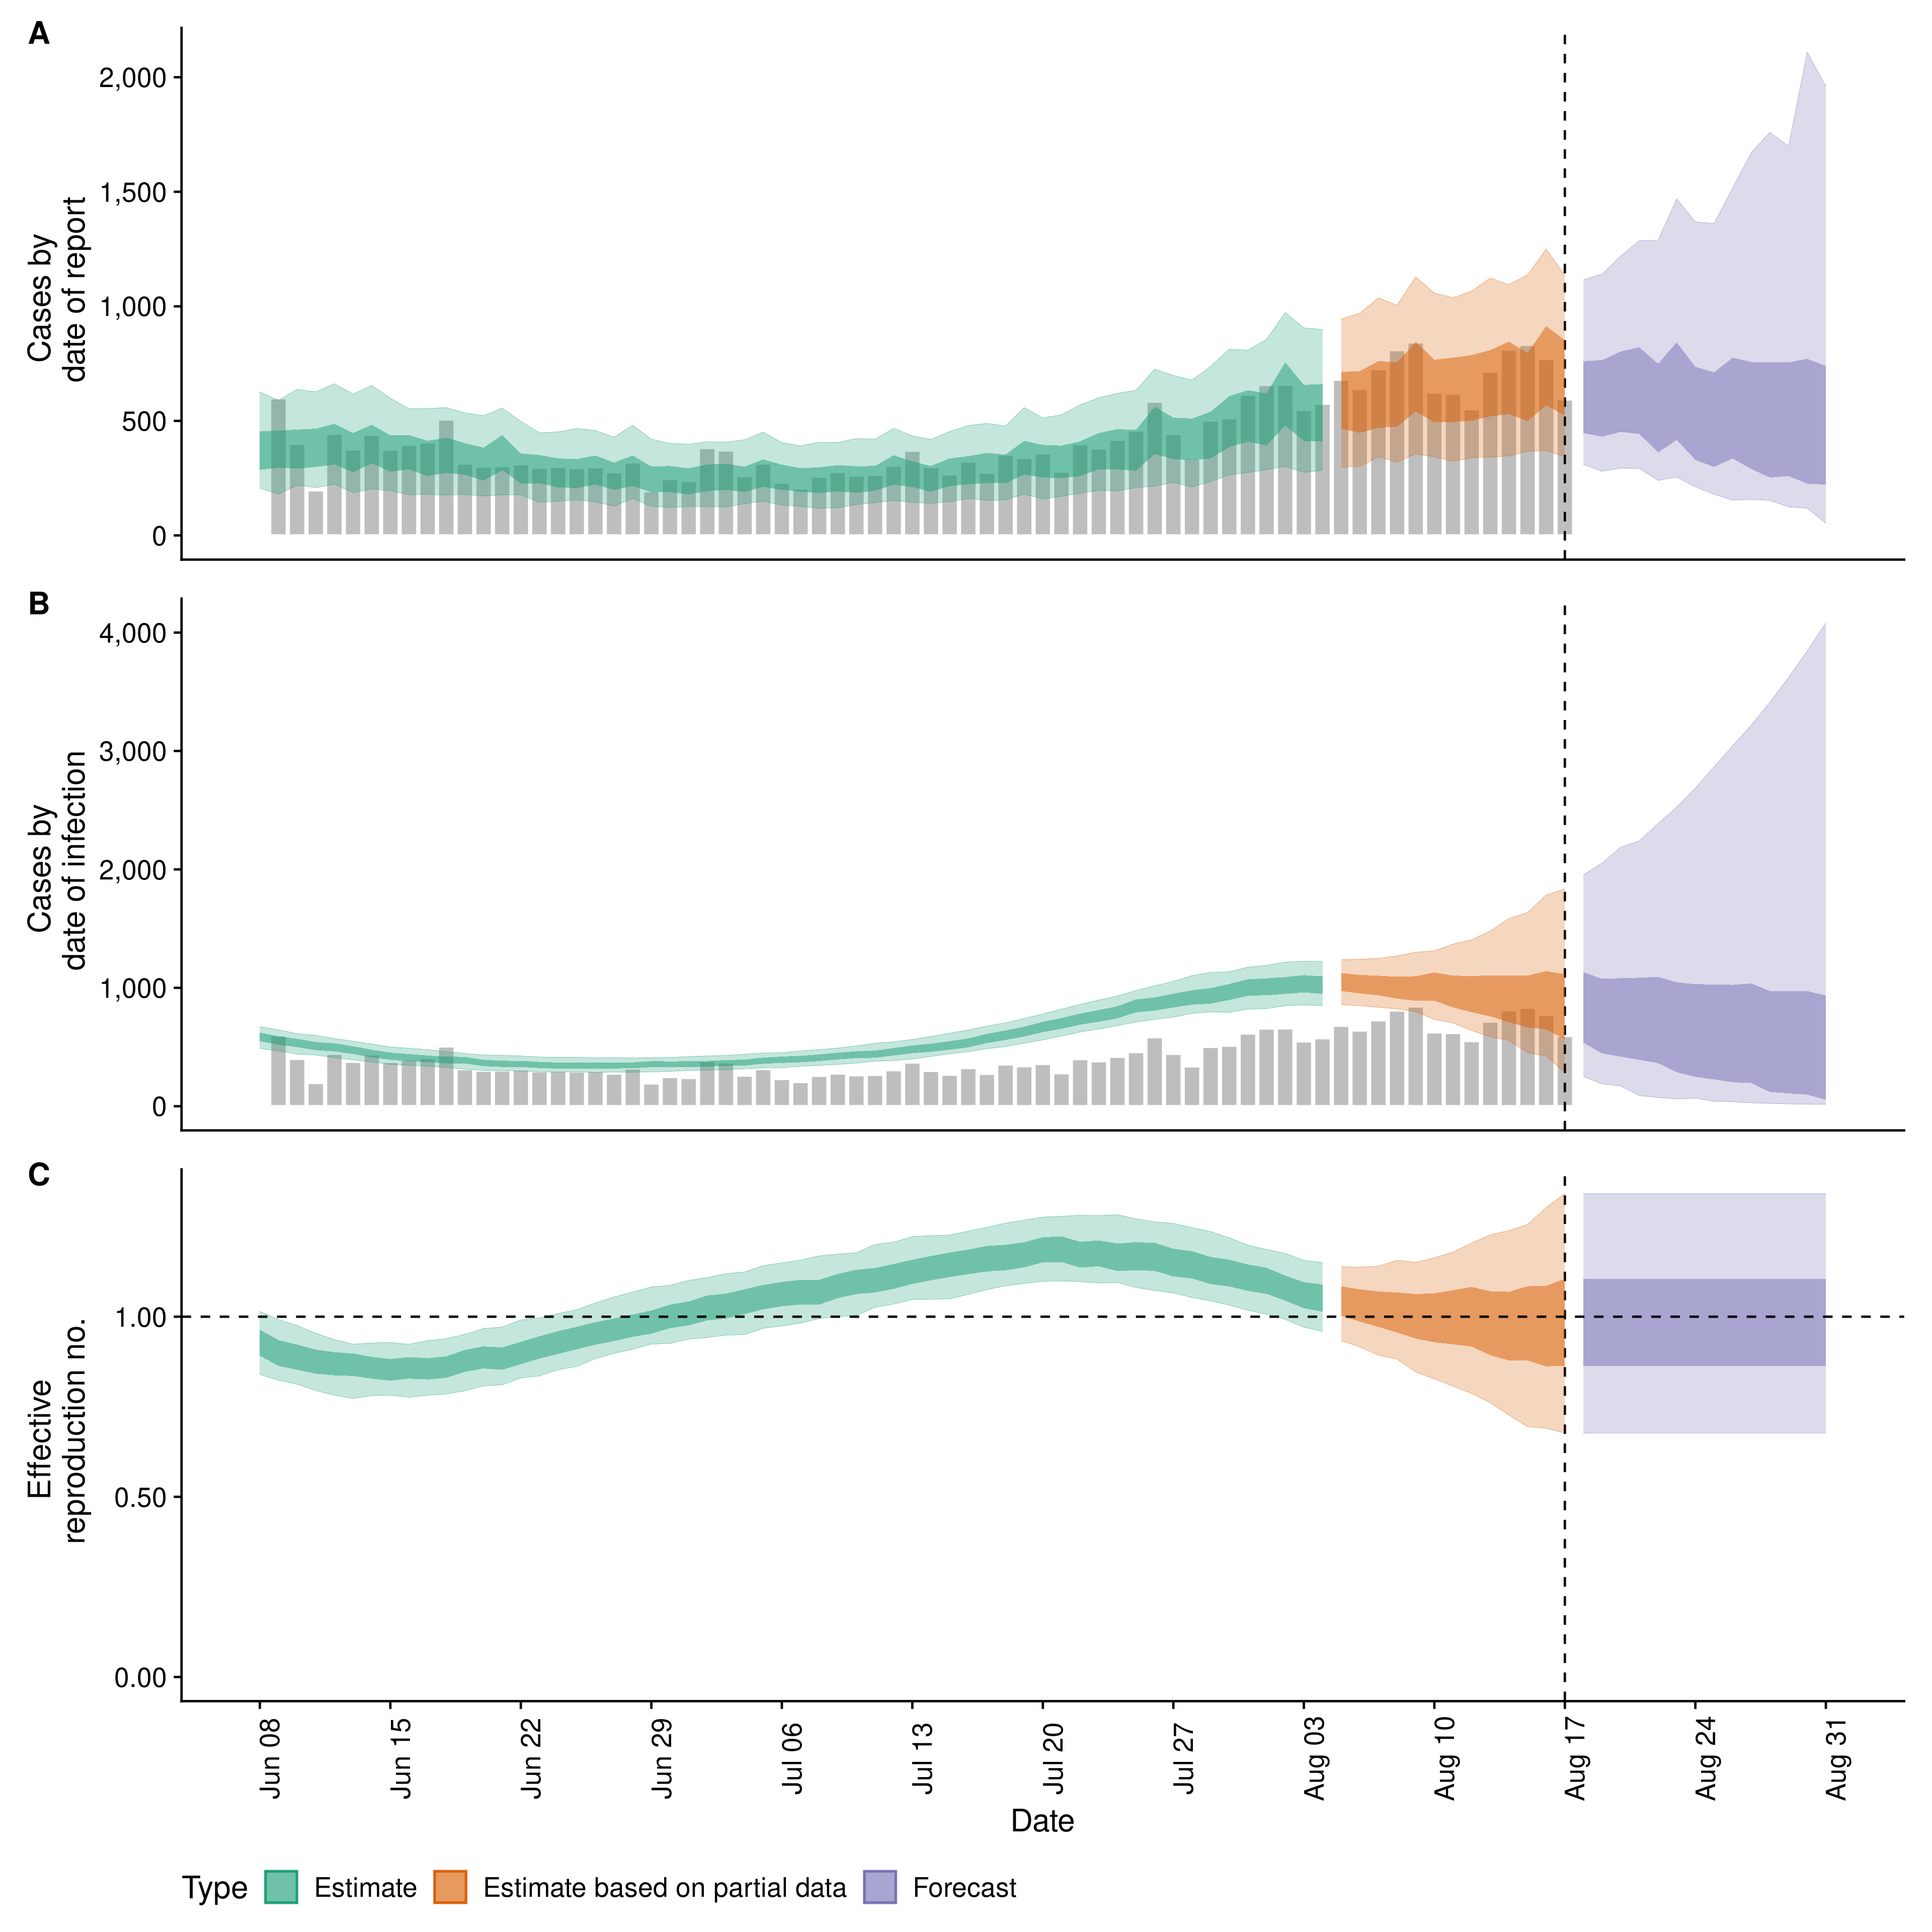 A
Cases by
date of report
2,000
1,500
1,000
500
0
B
Cases by
date of infection
4,000
3,000
2,000
1,000
0
C
Effective
reproduction no.
1.00
0.50
0.00
Jun 08
Jun 15
Jun 22
Jun 29
Jul 06
Jul 13
Jul 20
Jul 27
Aug 03
Aug 10
Aug 17
Aug 24
Aug 31
Date
Type Estimate Estimate based on partial data Forecast